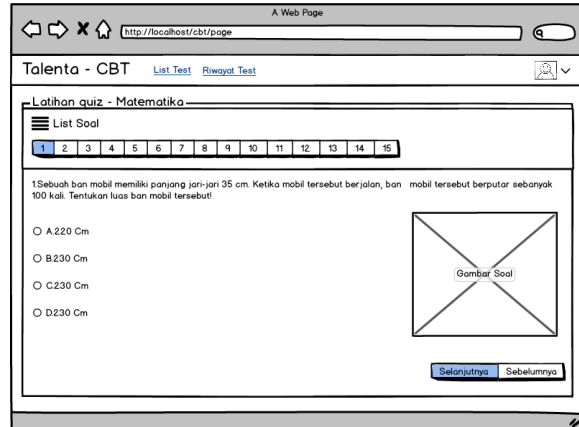 A Web Page
http://localhost/cbt/page
Talenta - CBT List Test Riwayat Test
Latihan quiz - Matematika
List Soal
1 2 3 4 5 6 7 8 9 10 11 12 13 14 15
1.Sebuah ban mobil memiliki panjang jari-jari 35 cm. Ketika mobil tersebut berjalan, ban mobil tersebut berputar sebanyak
100 kali. Tentukan luas ban mobil tersebut!
A.220 Cm
B.230 Cm
C.230 Cm
D.230 Cm
Gambar Soal
Selanjutnya Sebelumnya